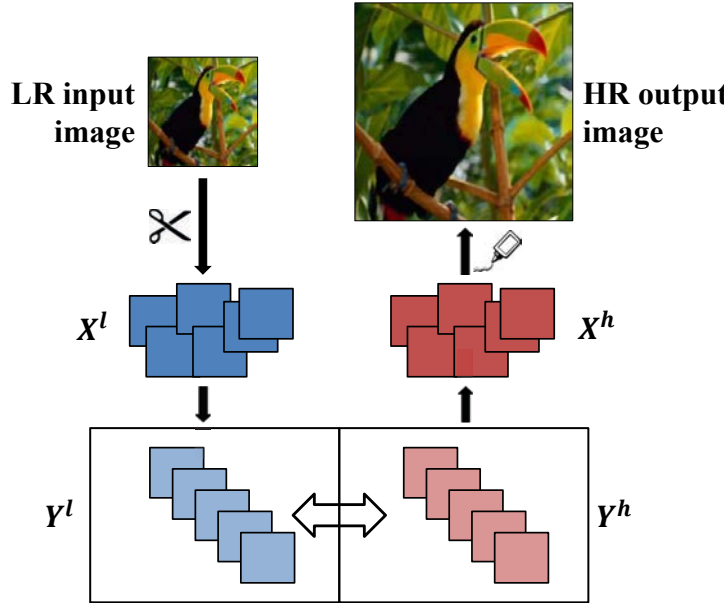 LR input
image
HR output
image
X^l
X^h
Y^l
Y^h